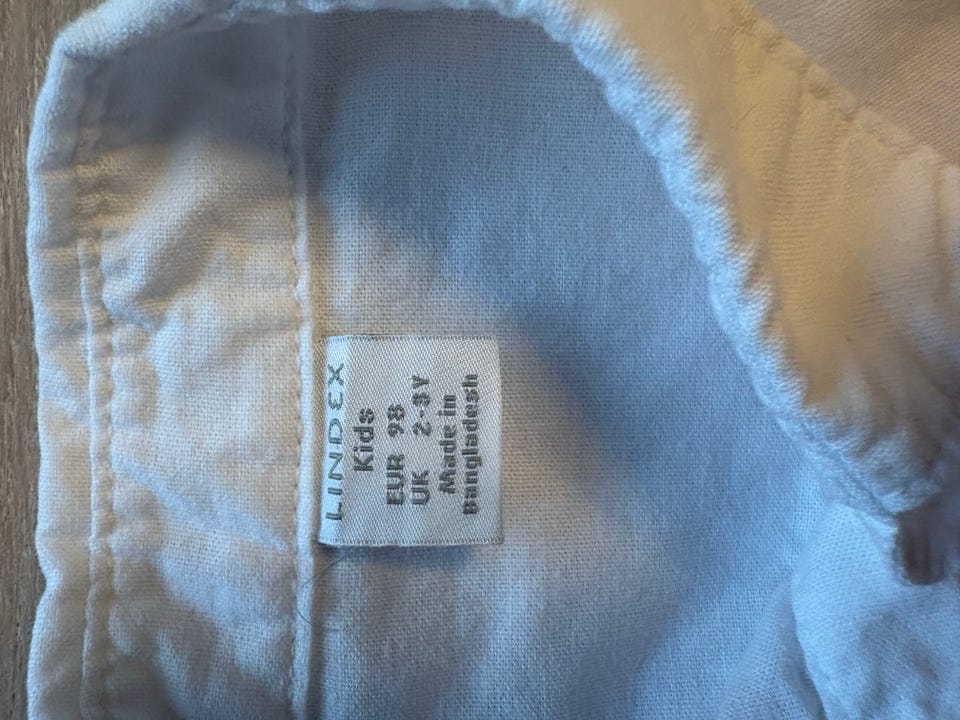 LINDEX
Kids
EUR 98
UK 2-3Y
Made in
Bangladesh